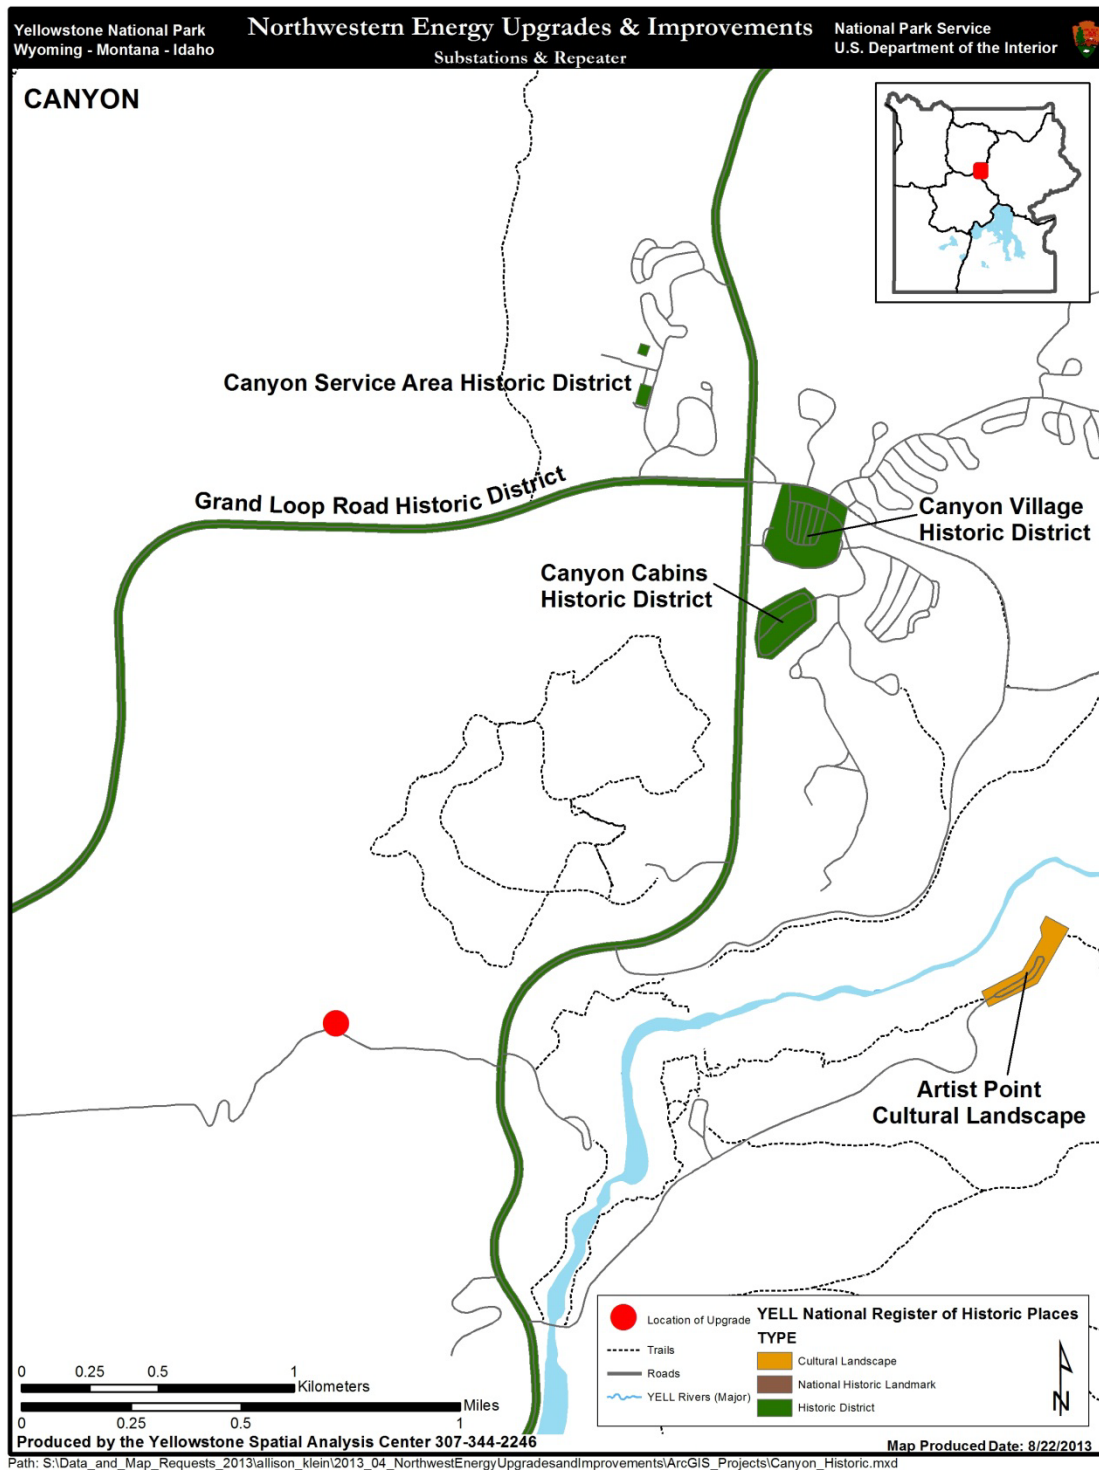 Yellowstone National Park
Wyoming - Montana - Idaho
Northwestern Energy Upgrades & Improvements
Substations & Repeater
National Park Service
U.S. Department of the Interior
CANYON
Canyon Service Area Historic District
Grand Loop Road Historic District
Canyon Village
Historic District
Canyon Cabins
Historic District
Artist Point
Cultural Landscape
Location of Upgrade
Trails
Roads
YELL Rivers (Major)
YELL National Register of Historic Places
TYPE
Cultural Landscape
National Historic Landmark
Historic District
N
0 0.25 0.5 1
Kilometers
Miles
0 0.25 0.5 1
Produced by the Yellowstone Spatial Analysis Center 307-344-2246
Map Produced Date: 8/22/2013
Path: S:\Data_and_Map_Requests_2013\allison_klein\2013_04_NorthwestEnergyUpgradesandImprovements\ArcGIS_Projects\Canyon_Historic.mxd